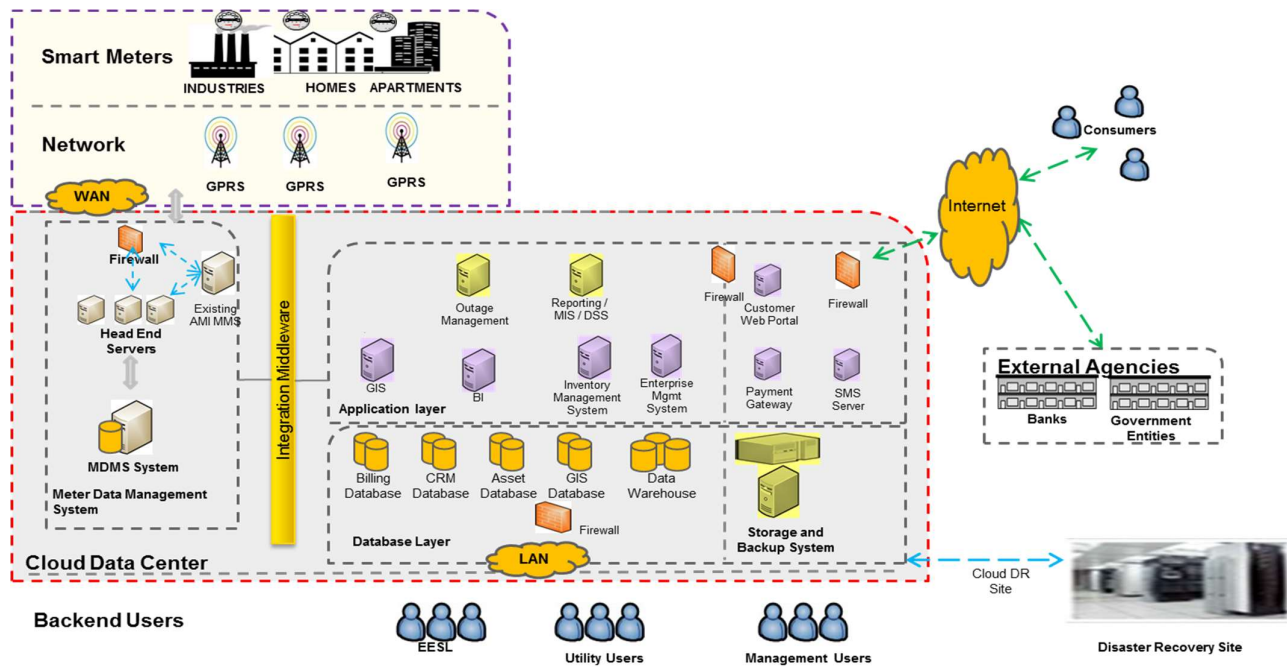 Smart Meters
INDUSTRIES
HOMES
APARTMENTS
Network
GPRS
GPRS
GPRS
WAN
Consumers
Internet
Firewall
Existing
AMI MMS
Head End
Servers
MDMS System
Meter Data Management
System
Integration Middleware
Outage
Management
Reporting /
MIS / DSS
Firewall
Customer
Web Portal
Firewall
GIS
BI
Inventory
Management
System
Enterprise
Mgmt
System
Payment
Gateway
SMS
Server
Application layer
External Agencies
Banks
Government
Entities
Billing
Database
CRM
Database
Asset
Database
GIS
Database
Data
Warehouse
Firewall
Database Layer
Storage and
Backup System
LAN
Cloud Data Center
Cloud DR
Site
Disaster Recovery Site
Backend Users
EESL
Utility Users
Management Users